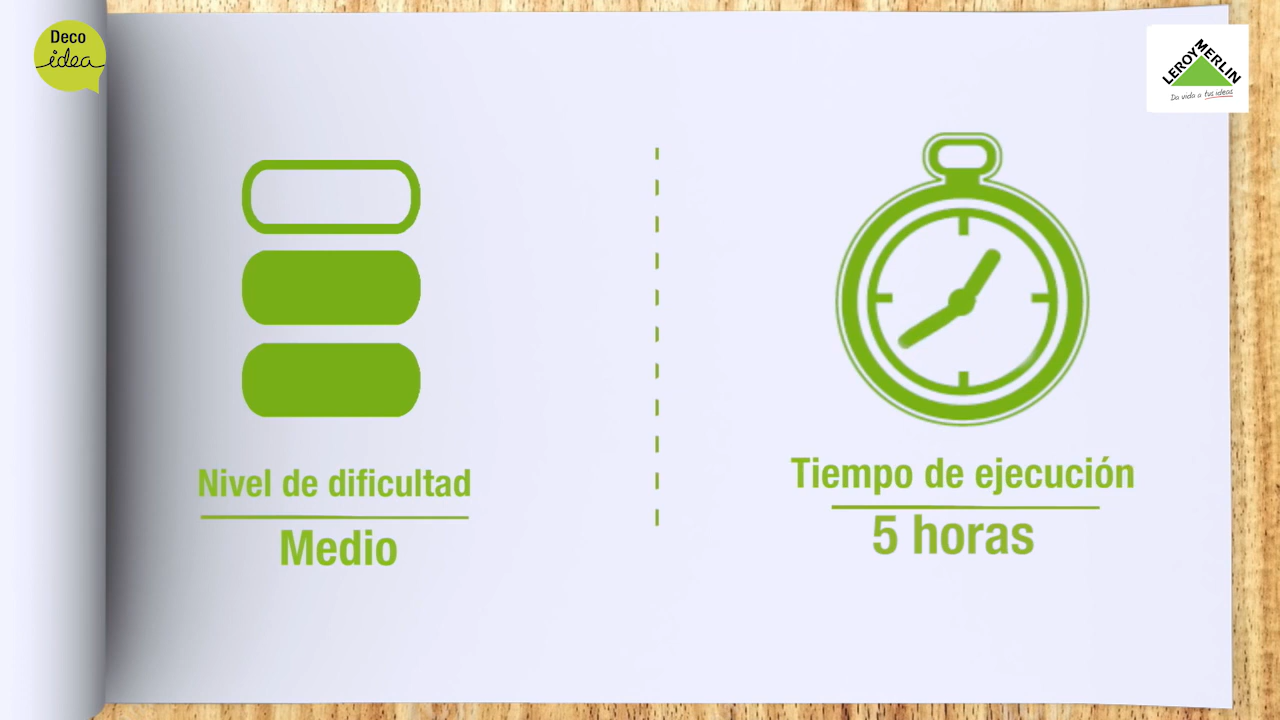 Deco
idea
LEROY MERLIN
Da vida a tus ideas
Nivel de dificultad
Medio
Tiempo de ejecución
5 horas